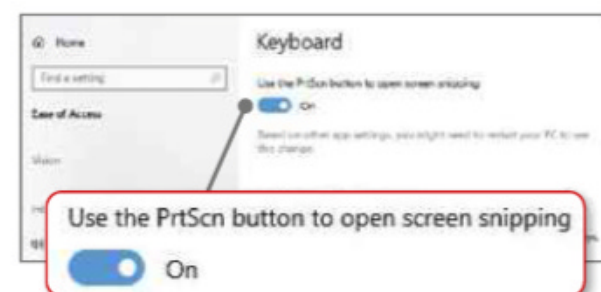 Home
Keyboard
Find a setting
Use the PrtScn button to open screen snipping
On
Ease of Access
Based on other app settings, you might need to restart your PC to use
this change.
Vision
Use the PrtScn button to open screen snipping
On